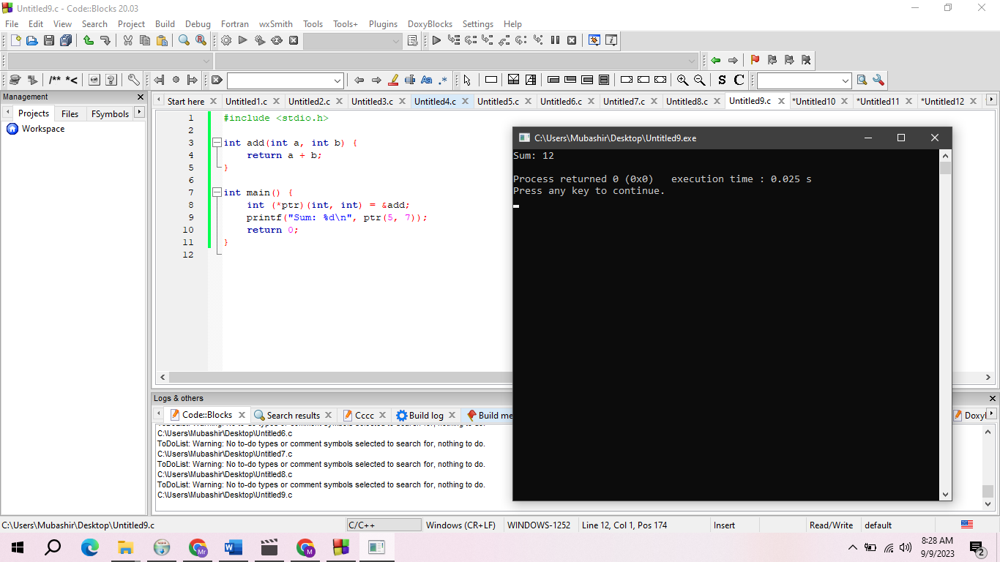 Untitled9.c - Code::Blocks 20.03
File Edit View Search Project Build Debug Fortran wxSmith Tools Tools+ Plugins DoxyBlocks Settings Help
/** *<
Aa .*
S C
Management
Projects Files FSymbols
Workspace
Start here Untitled1.c Untitled2.c Untitled3.c Untitled4.c Untitled5.c Untitled6.c Untitled7.c Untitled8.c Untitled9.c *Untitled10 *Untitled11 *Untitled12
1 #include <stdio.h>
2
3 int add(int a, int b) {
4     return a + b;
5 }
6
7 int main() {
8     int (*ptr)(int, int) = &add;
9     printf("Sum: %d\n", ptr(5, 7));
10     return 0;
11 }
12
C:\Users\Mubashir\Desktop\Untitled9.exe
Sum: 12
Process returned 0 (0x0)   execution time : 0.025 s
Press any key to continue.
Logs & others
Code::Blocks Search results Cccc Build log Build me
C:\Users\Mubashir\Desktop\Untitled6.c
ToDoList: Warning: No to-do types or comment symbols selected to search for, nothing to do.
C:\Users\Mubashir\Desktop\Untitled7.c
ToDoList: Warning: No to-do types or comment symbols selected to search for, nothing to do.
C:\Users\Mubashir\Desktop\Untitled8.c
ToDoList: Warning: No to-do types or comment symbols selected to search for, nothing to do.
C:\Users\Mubashir\Desktop\Untitled9.c
C:\Users\Mubashir\Desktop\Untitled9.c C/C++ Windows (CR+LF) WINDOWS-1252 Line 12, Col 1, Pos 174 Insert Read/Write default
8:28 AM
9/9/2023
2